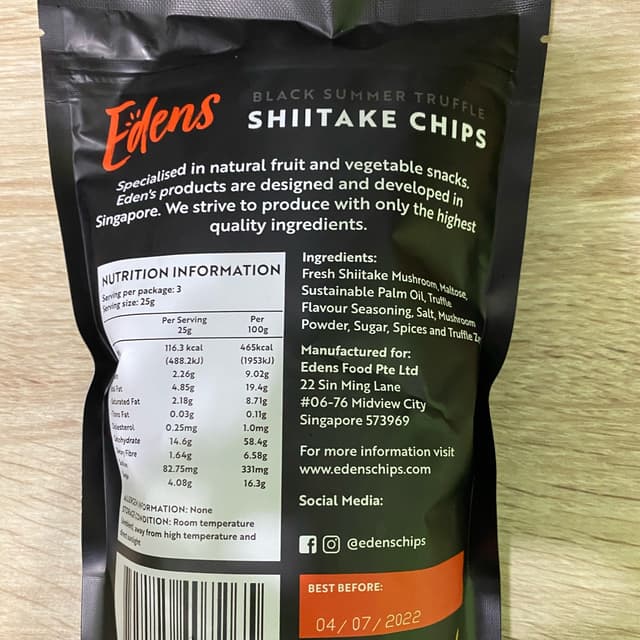 Edens
BLACK SUMMER TRUFFLE
SHIITAKE CHIPS
Specialised in natural fruit and vegetable snacks.
Eden's products are designed and developed in
Singapore. We strive to produce with only the highest
quality ingredients.
NUTRITION INFORMATION
Serving per package: 3
Serving size: 25g
Per Serving Per
25g 100g
116.3 kcal 465kcal
(488.2kJ) (1953kJ)
2.26g 9.02g
Fat 4.85g 19.4g
Saturated Fat 2.18g 8.71g
Trans Fat 0.03g 0.11g
Cholesterol 0.25mg 1.0mg
Carbohydrate 14.6g 58.4g
Fibre 1.64g 6.58g
82.75mg 331mg
4.08g 16.3g
ALLERGEN INFORMATION: None
STORAGE CONDITION: Room temperature
away from high temperature and
sunlight
Ingredients:
Fresh Shiitake Mushroom, Maltose,
Sustainable Palm Oil, Truffle
Flavour Seasoning, Salt, Mushroom
Powder, Sugar, Spices and Truffle
Manufactured for:
Edens Food Pte Ltd
22 Sin Ming Lane
#06-76 Midview City
Singapore 573969
For more information visit
www.edenschips.com
Social Media:
@edenschips
BEST BEFORE:
04/07/2022